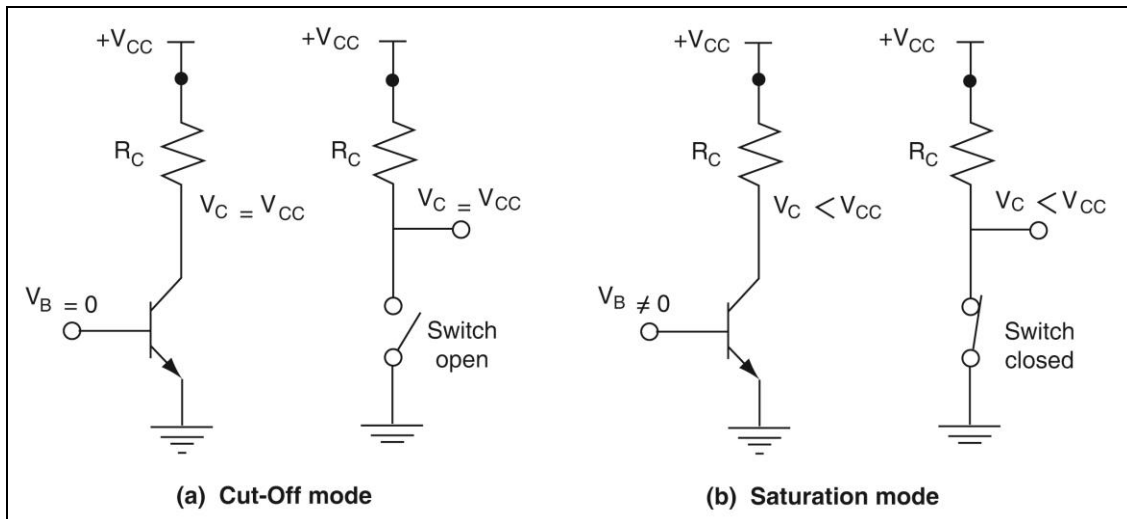 +VCC
RC
VC = VCC
VB = 0
+VCC
RC
VC = VCC
Switch
open
(a) Cut-Off mode
+VCC
RC
VC < VCC
VB ≠ 0
+VCC
RC
VC < VCC
Switch
closed
(b) Saturation mode